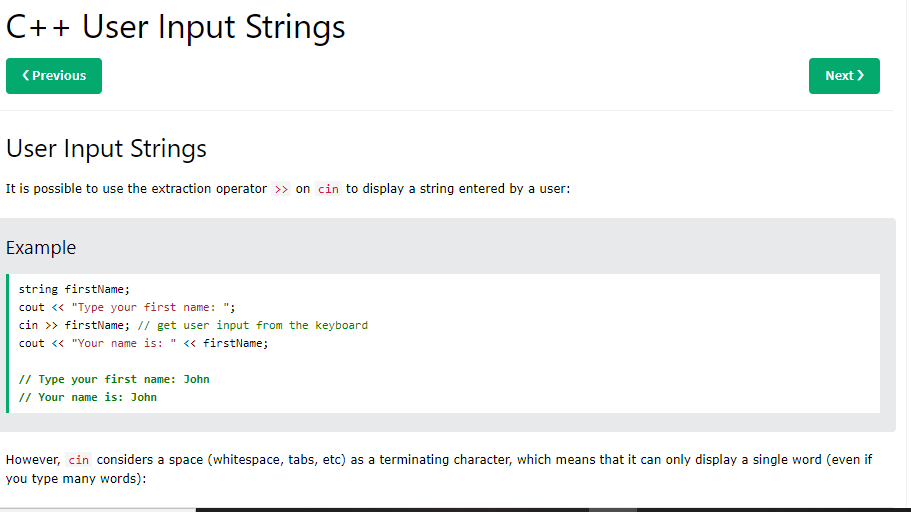 C++ User Input Strings
❮ Previous
Next ❯
User Input Strings
It is possible to use the extraction operator >> on cin to display a string entered by a user:
Example
string firstName;
cout << "Type your first name: ";
cin >> firstName; // get user input from the keyboard
cout << "Your name is: " << firstName;
// Type your first name: John
// Your name is: John
However, cin considers a space (whitespace, tabs, etc) as a terminating character, which means that it can only display a single word (even if
you type many words):